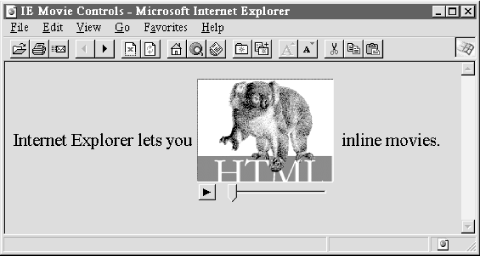 IE Movie Controls - Microsoft Internet Explorer
File Edit View Go Favorites Help
A A
Internet Explorer lets you
HTML
inline movies.